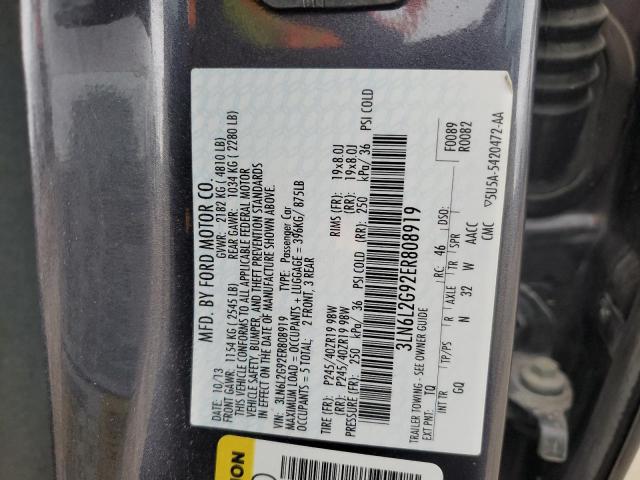 MFD. BY FORD MOTOR CO.
10/13 GVWR: 2182 KG ( 4810 LB)
FRONT GAWR: 1154 KG ( 2545 LB) REAR GAWR: 1034 KG ( 2280 LB)
THIS VEHICLE CONFORMS TO ALL APPLICABLE FEDERAL MOTOR
VEHICLE SAFETY, BUMPER, AND THEFT PREVENTION STANDARDS
IN EFFECT ON THE DATE OF MANUFACTURE SHOWN ABOVE.
VIN: 3LN6L2G92ER808919 TYPE: Passenger Car
MAXIMUM LOAD = OCCUPANTS + LUGGAGE = 396KG/ 875LB
OCCUPANTS = 5 TOTAL: 2 FRONT, 3 REAR
TIRE (FR): P245/40ZR19 98W RIMS (FR): 19x8.0J
TIRE (RR): P245/40ZR19 98W (RR): 19x8.0J
PRESSURE (FR): 250 kPa/ 36 PSI COLD (RR): 250 kPa/ 36 PSI COLD
3LN6L2G92ER808919
TRAILER TOWING - SEE OWNER GUIDE
F0089
R0082
EXT PNT: TQ RC: 46 DSO:
INT TR TP/PS R AXLE TR SPR
GQ N 32 W AACC
CMC
5U5A-5420472-AA